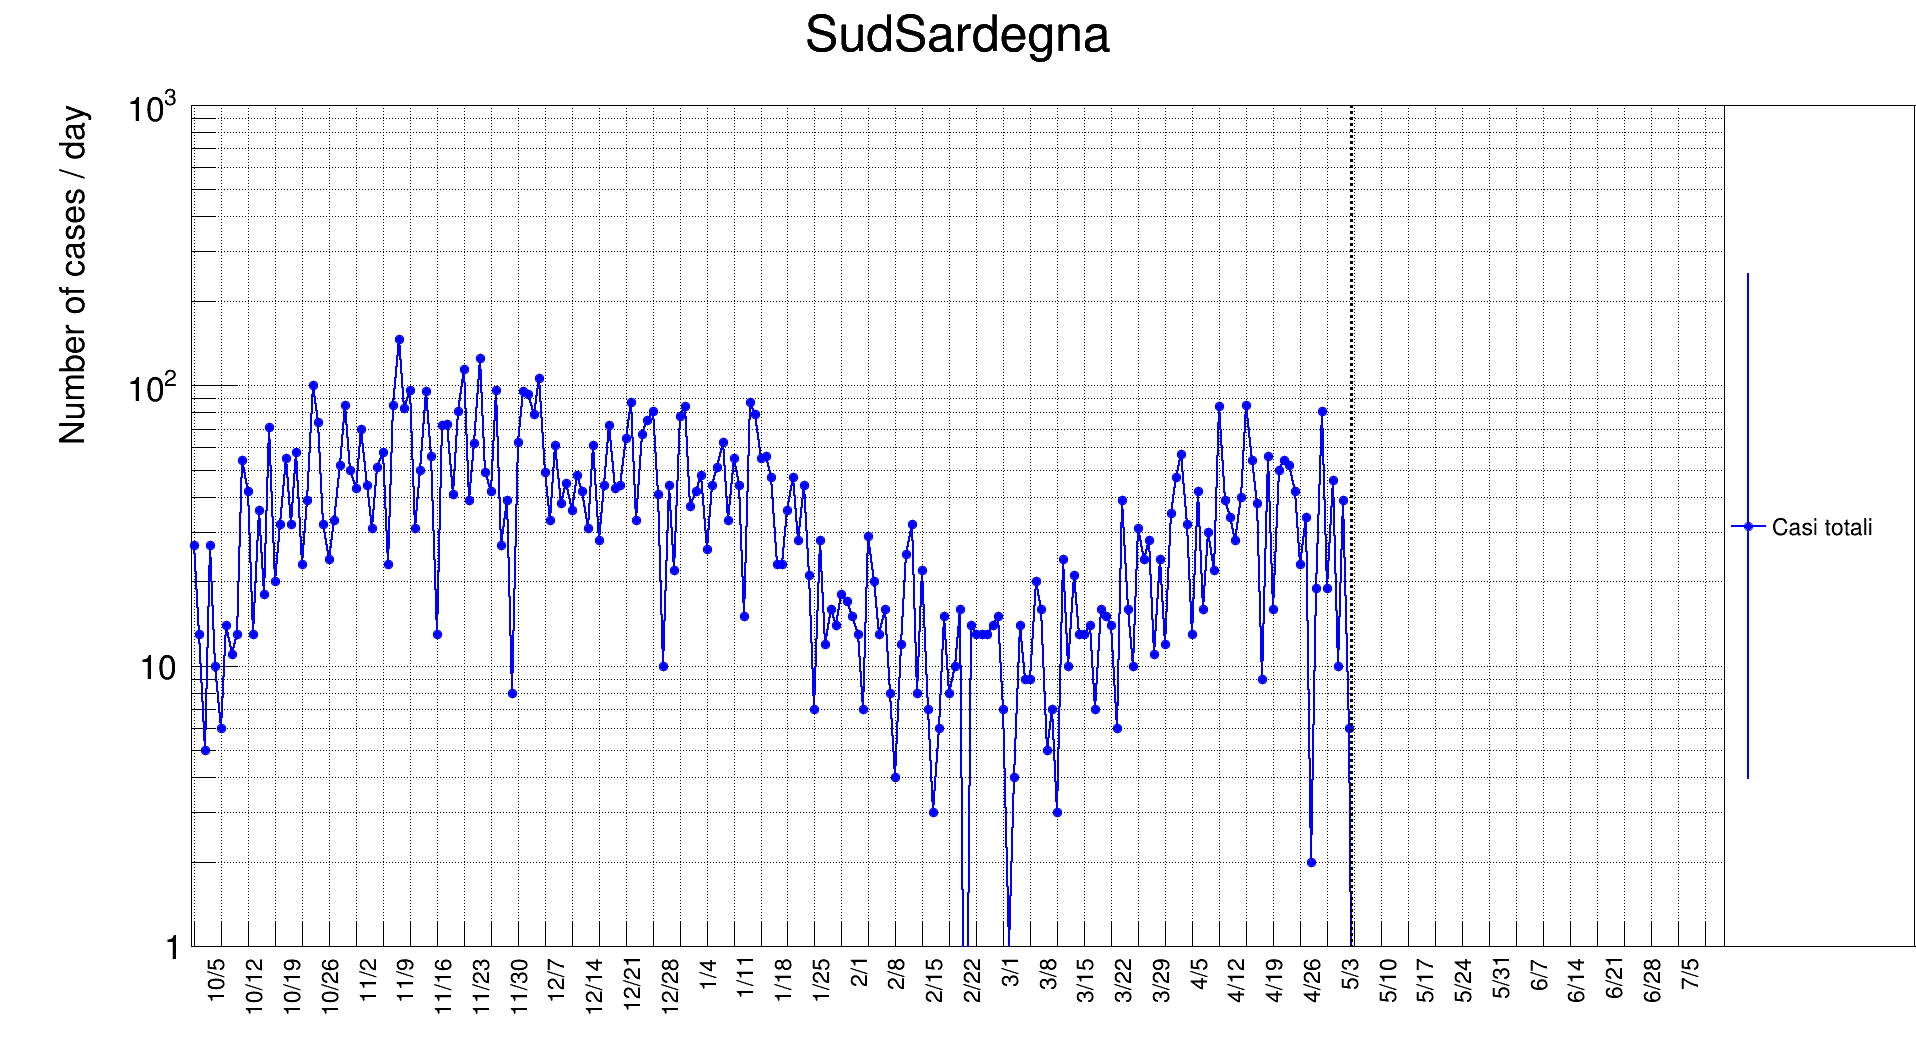 SudSardegna
Number of cases / day
10³
10²
10
1
10/5 10/12 10/19 10/26 11/2 11/9 11/16 11/23 11/30 12/7 12/14 12/21 12/28 1/4 1/11 1/18 1/25 2/1 2/8 2/15 2/22 3/1 3/8 3/15 3/22 3/29 4/5 4/12 4/19 4/26 5/3 5/10 5/17 5/24 5/31 6/7 6/14 6/21 6/28 7/5
Casi totali